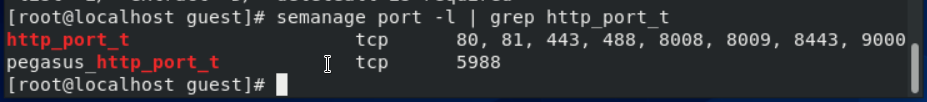 [root@localhost guest]# semanage port -l | grep http_port_t
http_port_t tcp 80, 81, 443, 488, 8008, 8009, 8443, 9000
pegasus_http_port_t tcp 5988
[root@localhost guest]#